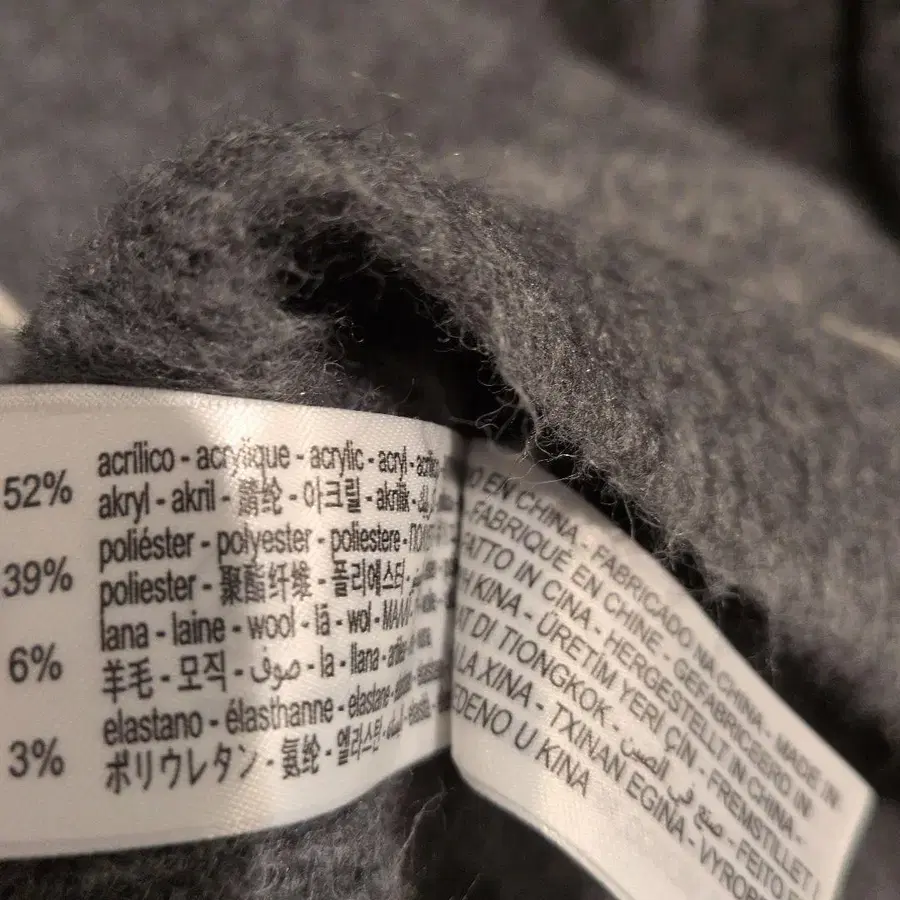 52% acrílico - acrylique - acrylic - acryl -
akryl - akril - 腈纶 - 아크릴 - akrilik -
39% poliéster - polyester - poliestere -
poliester - 聚酯纤维 - 폴리에스터 -
6% lana - laine - wool - lã - wol -
羊毛 - 모직 - صوف - la - llana -
3% elastano - élasthanne - elastane -
ポリウレタン - 氨纶 - 엘라스탄 -
O EN CHINA - FABRICADO NA CHINA - MADE IN
FABRIQUÉ EN CHINE - GEFABRICEERD IN
FATTO IN CINA - HERGESTELLT IN CHINA -
KINA - ÜRETİM YERİ ÇİN - FREMSTILLET I
DI TIONGKOK - صنع في الصين - FEITO
LA XINA - TXINAN EGINA - VYROB
EDENO U KINA